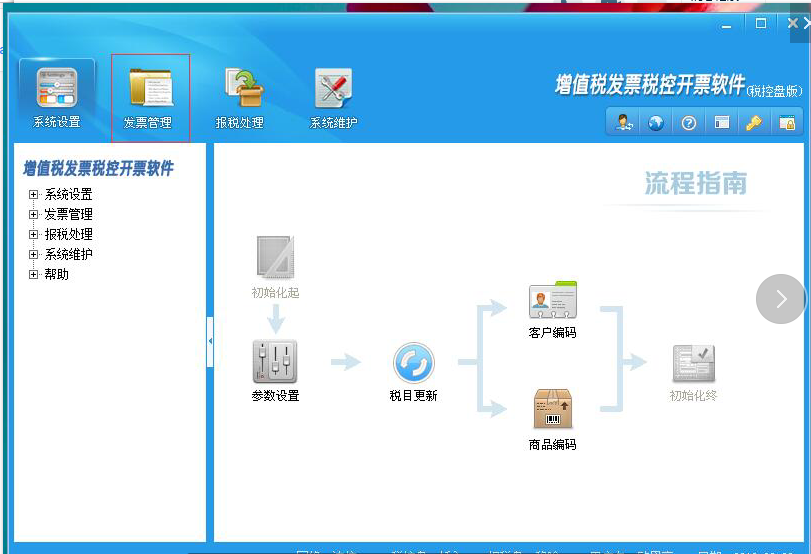 系统设置
发票管理
报税处理
系统维护
增值税发票税控开票软件(税控盘版)
增值税发票税控开票软件
系统设置
发票管理
报税处理
系统维护
帮助
流程指南
初始化起
参数设置
税目更新
客户编码
商品编码
初始化终